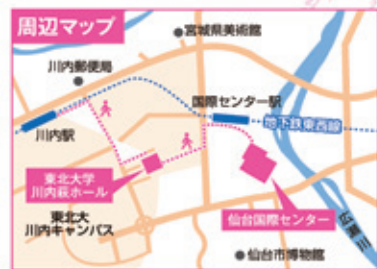 周辺マップ
宮城県美術館
川内郵便局
国際センター駅
地下鉄東西線
川内駅
東北大学
川内萩ホール
東北大
川内キャンパス
仙台国際センター
広瀬川
仙台市博物館